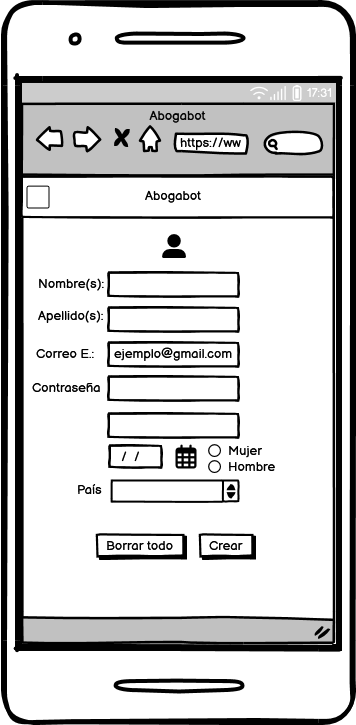 17:31
Abogabot
https://ww
Abogabot
Nombre(s):
Apellido(s):
Correo E.: ejemplo@gmail.com
Contraseña
/ /
Mujer
Hombre
País
Borrar todo Crear